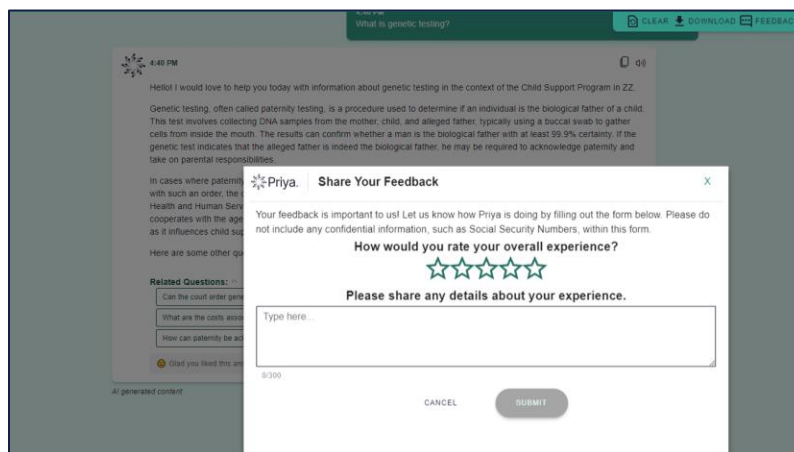 4:40 PM
What is genetic testing?
CLEAR DOWNLOAD FEEDBAC
4:40 PM
Hello! I would love to help you today with information about genetic testing in the context of the Child Support Program in ZZ.
Genetic testing, often called paternity testing, is a procedure used to determine if an individual is the biological father of a child.
This test involves collecting DNA samples from the mother, child, and alleged father, typically using a buccal swab to gather
cells from inside the mouth. The results can confirm whether a man is the biological father with at least 99.9% certainty. If the
genetic test indicates that the alleged father is indeed the biological father, he may be required to acknowledge paternity and
take on parental responsibilities.
In cases where paternity
with such an order, the
Health and Human Serv
cooperates with the age
as it influences child sup
Here are some other qu
Related Questions:
Can the court order gene
What are the costs asso
How can paternity be ac
Glad you liked this an
AI generated content
Priya. Share Your Feedback X
Your feedback is important to us! Let us know how Priya is doing by filling out the form below. Please do
not include any confidential information, such as Social Security Numbers, within this form.
How would you rate your overall experience?
Please share any details about your experience.
Type here...
0/300
CANCEL SUBMIT